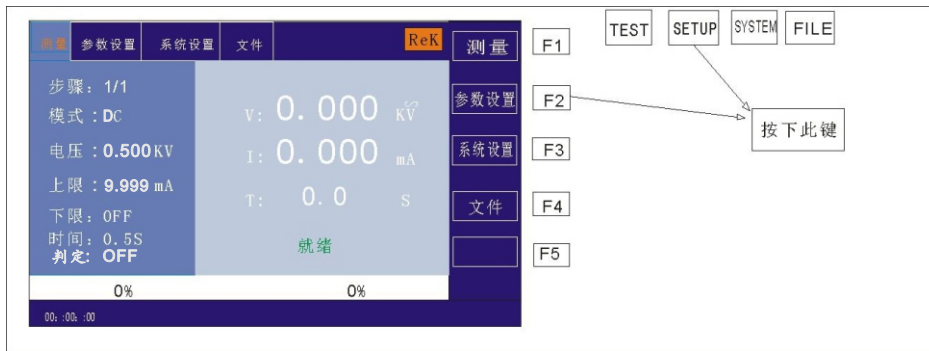 测量 参数设置 系统设置 文件 ReK
步骤：1/1
模式：DC
电压：0.500KV
上限：9.999 mA
下限：OFF
时间：0.5S
判定: OFF
V: 0.000 KV
I: 0.000 mA
T: 0.0 S
就绪
0% 0%
00: :00: :00
测量 F1
参数设置 F2
系统设置 F3
文件 F4
F5
TEST SETUP SYSTEM FILE
按下此键